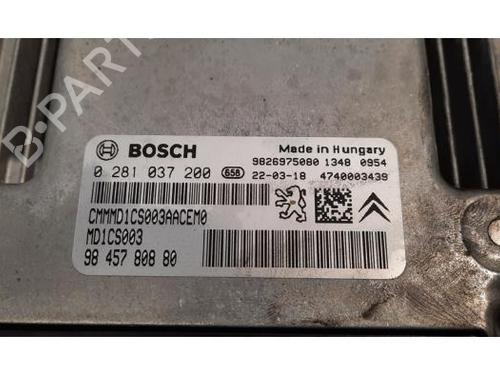 BOSCH
Made in Hungary
0 281 037 200 658
9826975080 1348 0954
22-03-18 4740003439
CMMMD1CS003AACEM0
MD1CS003
98 457 808 80